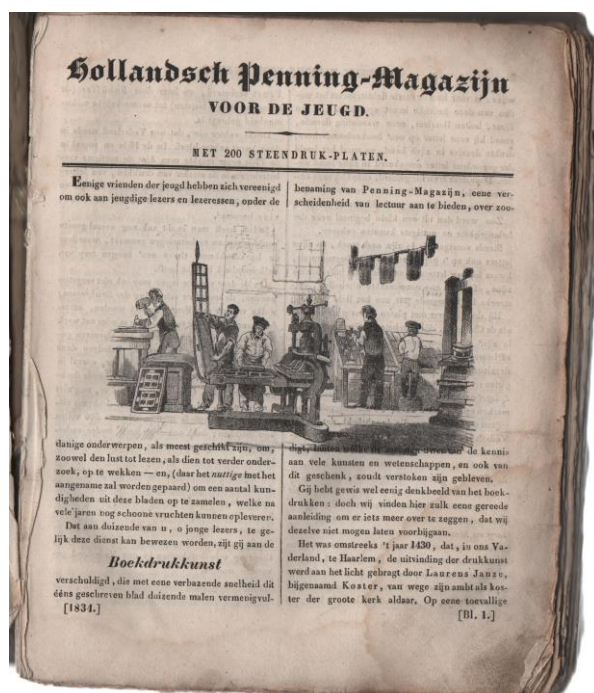 Hollandsch Penning-Magazijn
VOOR DE JEUGD.
MET 200 STEENDRUK-PLATEN.
Eenige vrienden der jeugd hebben zich vereenigd
om ook aan jeugdige lezers en lezeressen, onder de
benaming van Penning-Magazijn, eene ver-
scheidenheid van lectuur aan te bieden, over zoo-
danige onderwerpen, als meest geschikt zijn, om,
zoowel den lust tot lezen, als dien tot verder onder-
zoek, op te wekken — en, (daar het nuttige met het
aangename zal worden gepaard) om een aantal kun-
digheden uit deze bladen op te zamelen, welke na
vele jaren nog schoone vruchten kunnen opleveren.
Dat aan duizende van u, o jonge lezers, te ge-
lijk deze dienst kan bewezen worden, zijt gij aan de
Boekdrukkunst
verschuldigd, die met eene verbazende snelheid dit
ééns geschreven blad duizende malen vermenigvul-
[1834.]
digt, de kennis
aan vele kunsten en wetenschappen, en ook van
dit geschenk, zoudt verstoken zijn gebleven.
Gij hebt gewis wel eenig denkbeeld van het boek-
drukken: doch wij vinden hier zulk eene gereede
aanleiding om er iets meer over te zeggen, dat wij
dezelve niet mogen laten voorbijgaan.
Het was omstreeks 't jaar 1430, dat, in ons Va-
derland, te Haarlem, de uitvinding der drukkunst
werd aan het licht gebragt door Laurens Janze,
bijgenaamd Koster, van wege zijn ambt als kos-
ter der groote kerk aldaar. Op eene toevallige
[Bl. 1.]